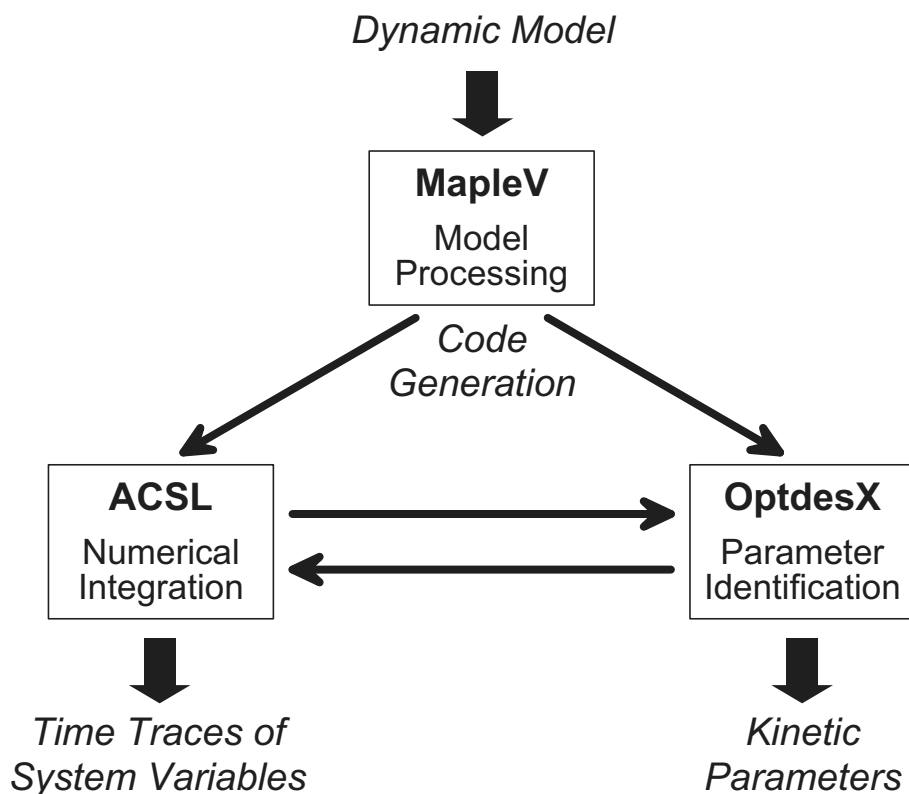 Dynamic Model
MapleV
Model
Processing
Code
Generation
ACSL
Numerical
Integration
OptdesX
Parameter
Identification
Time Traces of
System Variables
Kinetic
Parameters